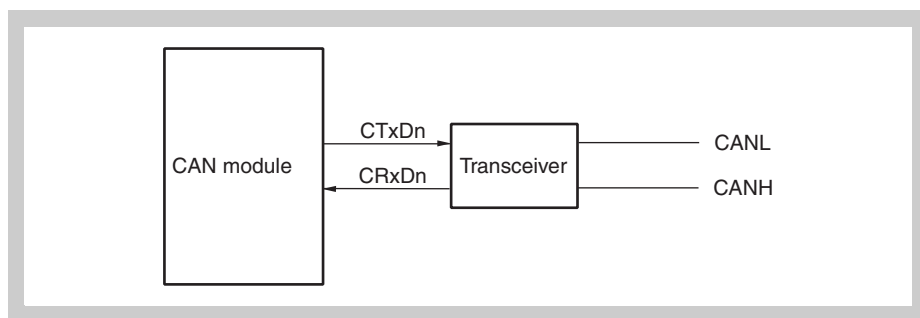 CTxDn
CANL
CAN module
Transceiver
CRxDn
CANH